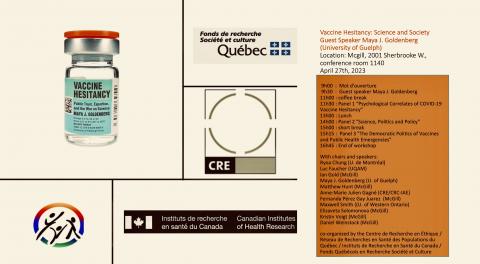 VACCINE
HESITANCY
Public Trust, Expertise,
and the War on Science
MAYA J. GOLDENBERG
Fonds de recherche
Société et culture
Québec
CRE
Instituts de recherche
en santé du Canada
Canadian Institutes
of Health Research
Vaccine Hesitancy: Science and Society
Guest Speaker Maya J. Goldenberg
(University of Guelph)
Location: Mcgill, 2001 Sherbrooke W.,
conference room 1140
April 27th, 2023
9h00 : Mot d'ouverture
9h30 : Guest speaker Maya J. Goldenberg
11h00 : coffee break
11h30 : Panel 1 "Psychological Correlates of COVID-19
Vaccine Hesitancy"
13h00 : Lunch
14h00 : Panel 2 "Science, Politics and Policy"
15h00 : short break
15h15 : Panel 3 "The Democratic Politics of Vaccines
and Public Health Emergencies"
16h45 : End of workshop
With chairs and speakers:
Ryoa Chung (U. de Montréal)
Luc Faucher (UQAM)
Ian Gold (McGill)
Maya J. Goldenberg (U. of Guelph)
Matthew Hunt (McGill)
Anne-Marie Julien Gagné (CRE/CRC-IAE)
Fernanda Pérez Gay Juarez (McGill)
Maxwell Smith (U. of Western Ontario)
Elizaveta Solomonova (McGill)
Kristin Voigt (McGill)
Daniel Weinstock (McGill)
co-organized by the Centre de Recherche en Éthique /
Réseau de Recherches en Santé des Populations du
Québec / Instituts de Recherche en Santé du Canada /
Fonds Québécois en Recherche Société et Culture